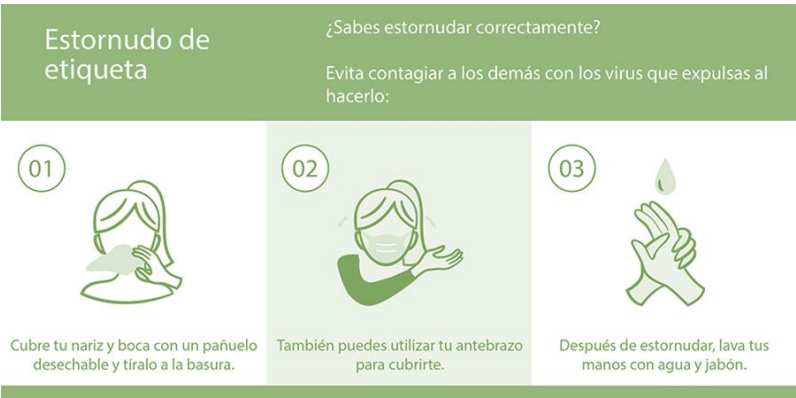 Estornudo de
etiqueta
¿Sabes estornudar correctamente?
Evita contagiar a los demás con los virus que expulsas al
hacerlo:
01
Cubre tu nariz y boca con un pañuelo
desechable y tíralo a la basura.
02
También puedes utilizar tu antebrazo
para cubrirte.
03
Después de estornudar, lava tus
manos con agua y jabón.